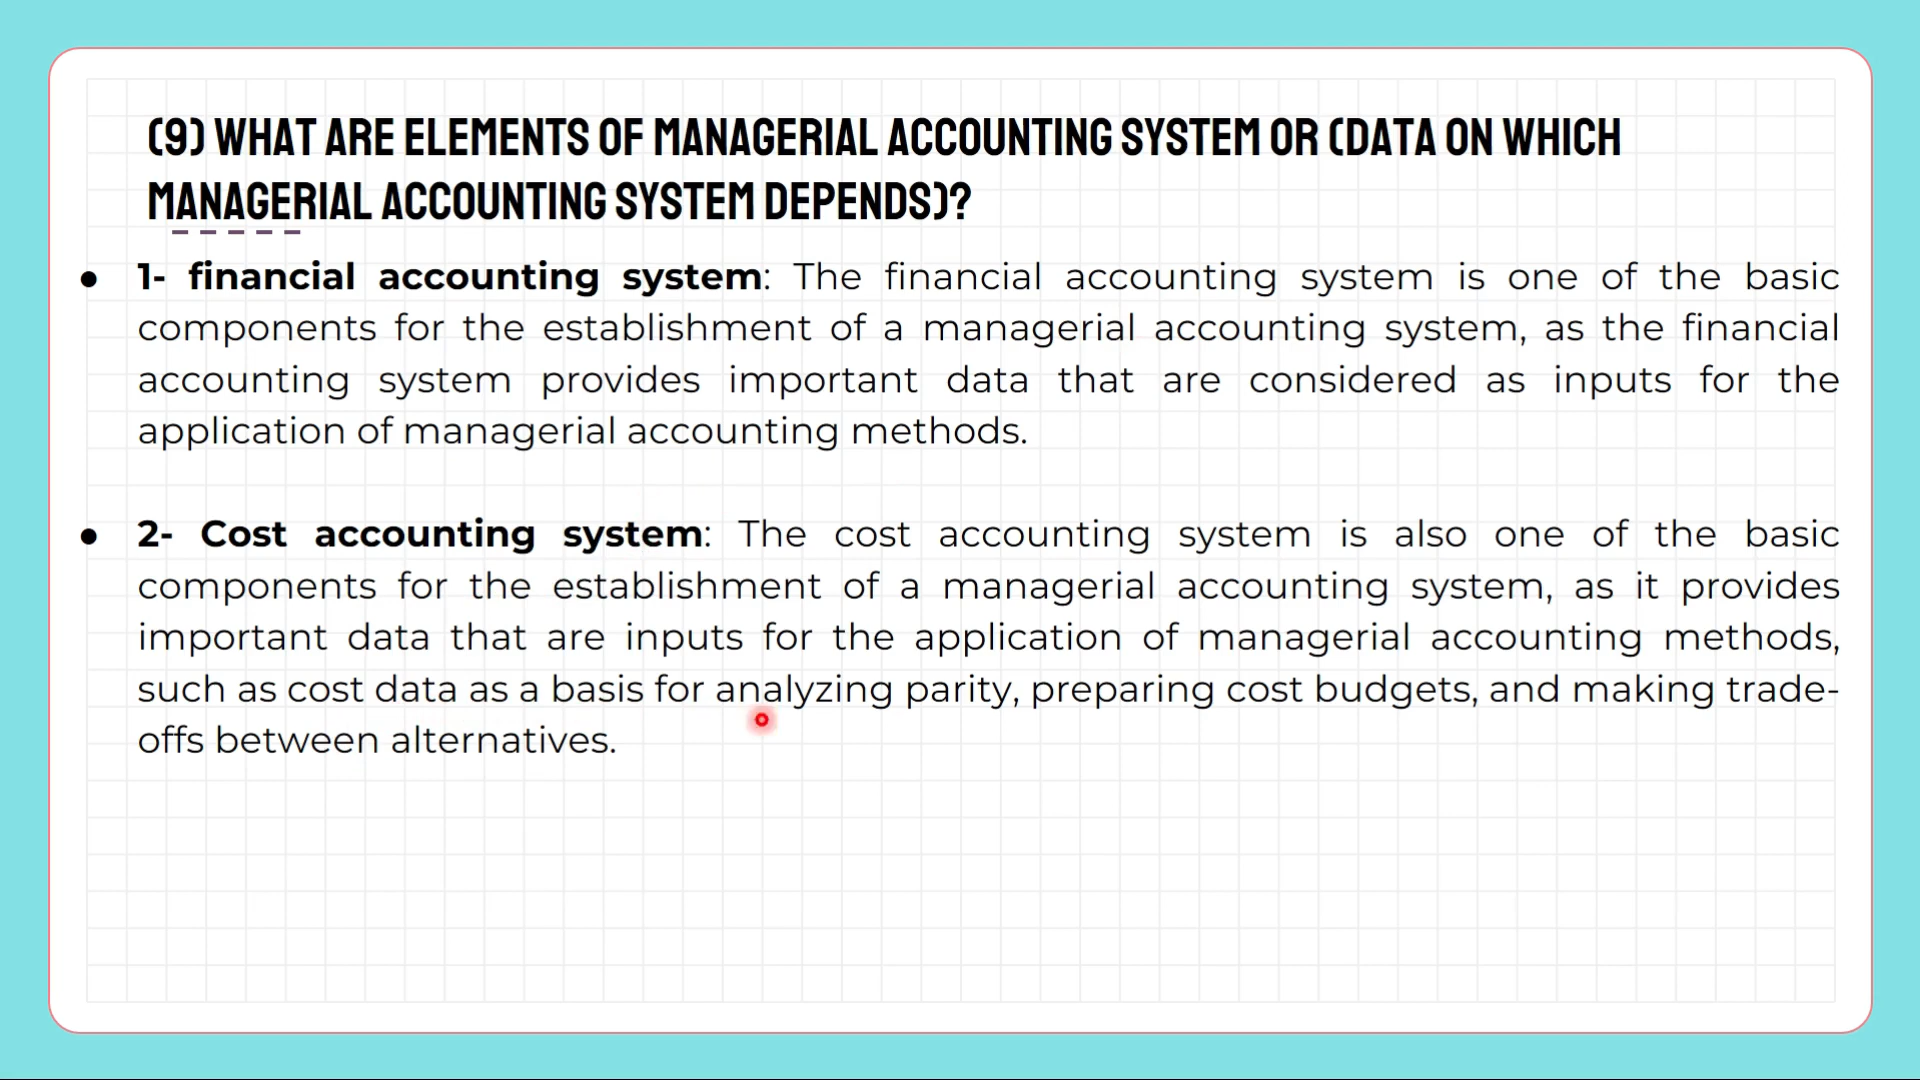 (9) WHAT ARE ELEMENTS OF MANAGERIAL ACCOUNTING SYSTEM OR (DATA ON WHICH
MANAGERIAL ACCOUNTING SYSTEM DEPENDS)?
● 1- financial accounting system: The financial accounting system is one of the basic
components for the establishment of a managerial accounting system, as the financial
accounting system provides important data that are considered as inputs for the
application of managerial accounting methods.
● 2- Cost accounting system: The cost accounting system is also one of the basic
components for the establishment of a managerial accounting system, as it provides
important data that are inputs for the application of managerial accounting methods,
such as cost data as a basis for analyzing parity, preparing cost budgets, and making trade-
offs between alternatives.